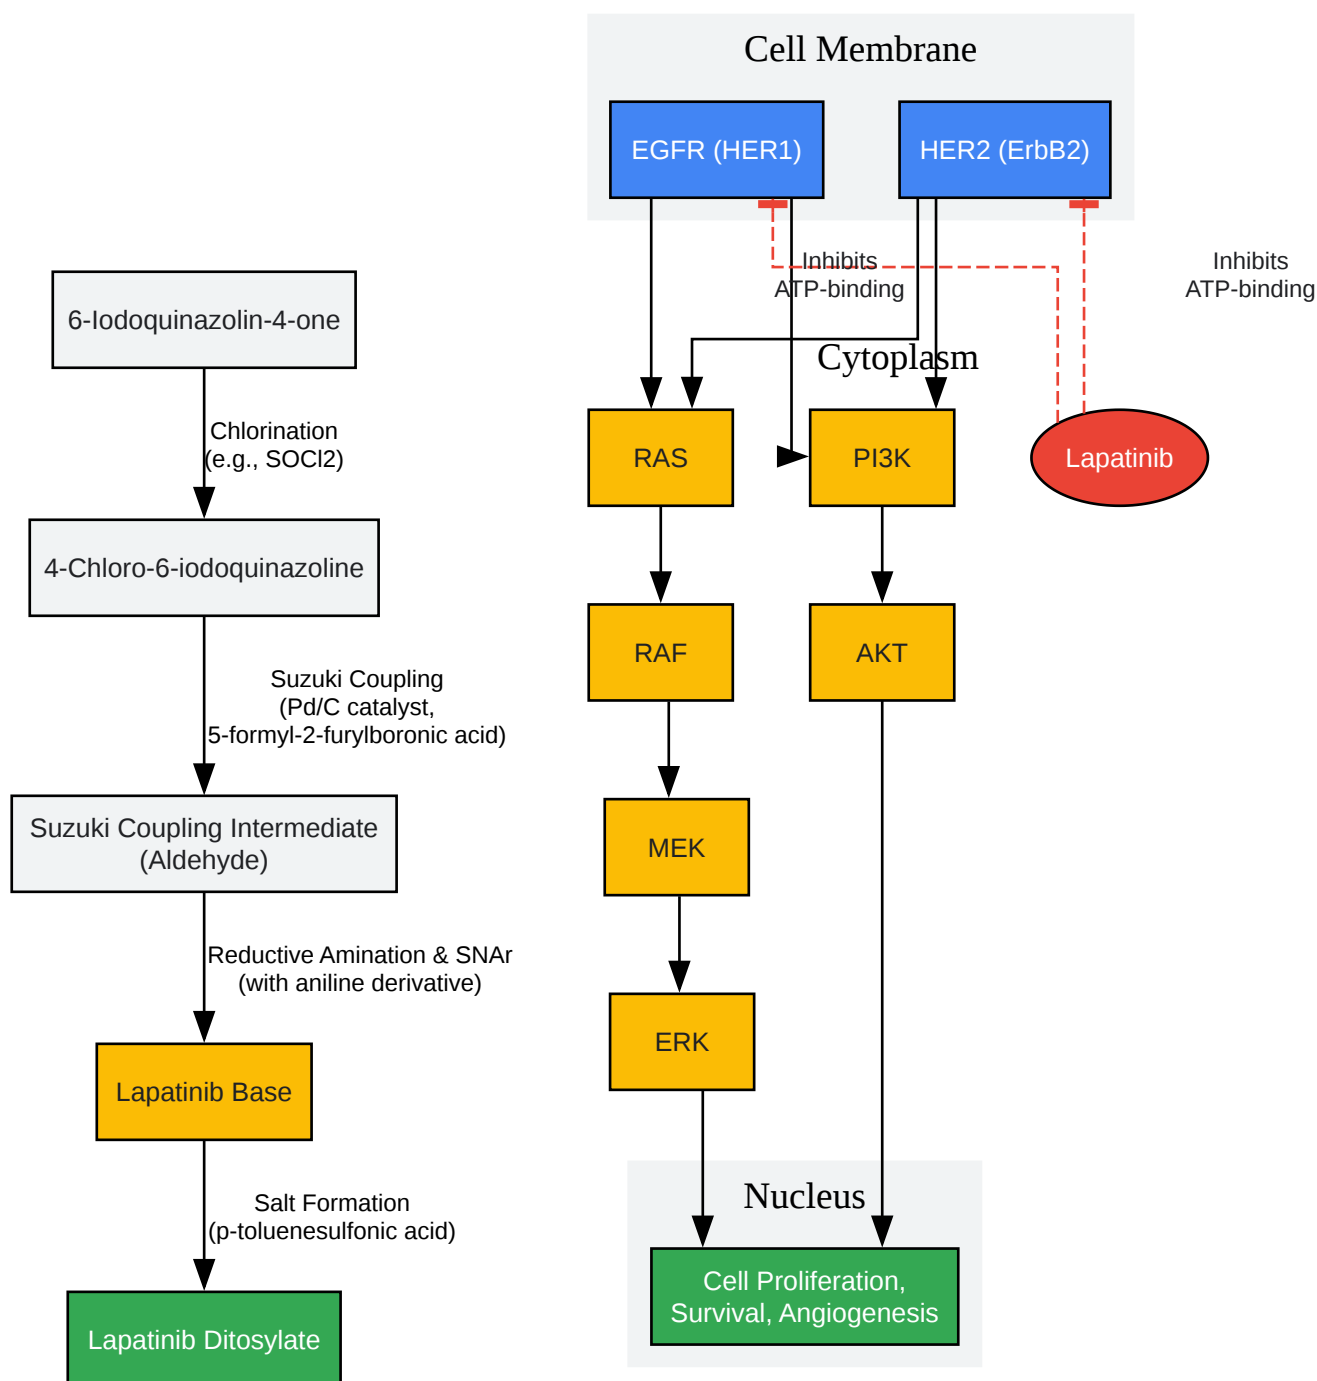 Cell Membrane
EGFR (HER1)
HER2 (ErbB2)
Inhibits
ATP-binding
Inhibits
ATP-binding
6-Iodoquinazolin-4-one
Cytoplasm
Chlorination
(e.g., SOCl2)
RAS
PI3K
Lapatinib
4-Chloro-6-iodoquinazoline
RAF
AKT
Suzuki Coupling
(Pd/C catalyst,
5-formyl-2-furylboronic acid)
Suzuki Coupling Intermediate
(Aldehyde)
MEK
Reductive Amination & SNAr
(with aniline derivative)
ERK
Lapatinib Base
Salt Formation
(p-toluenesulfonic acid)
Nucleus
Cell Proliferation,
Survival, Angiogenesis
Lapatinib Ditosylate